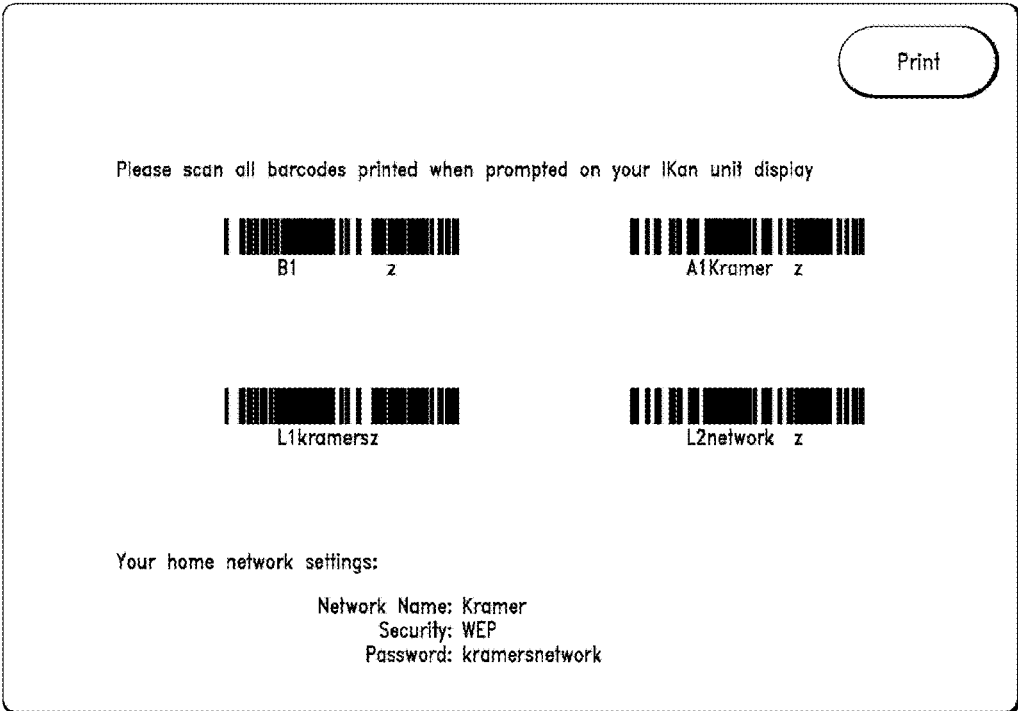 Print
Please scan all barcodes printed when prompted on your iKan unit display
B1 z
A1Kramer z
L1kramersz
L2network z
Your home network settings:
Network Name: Kramer
Security: WEP
Password: kramersnetwork